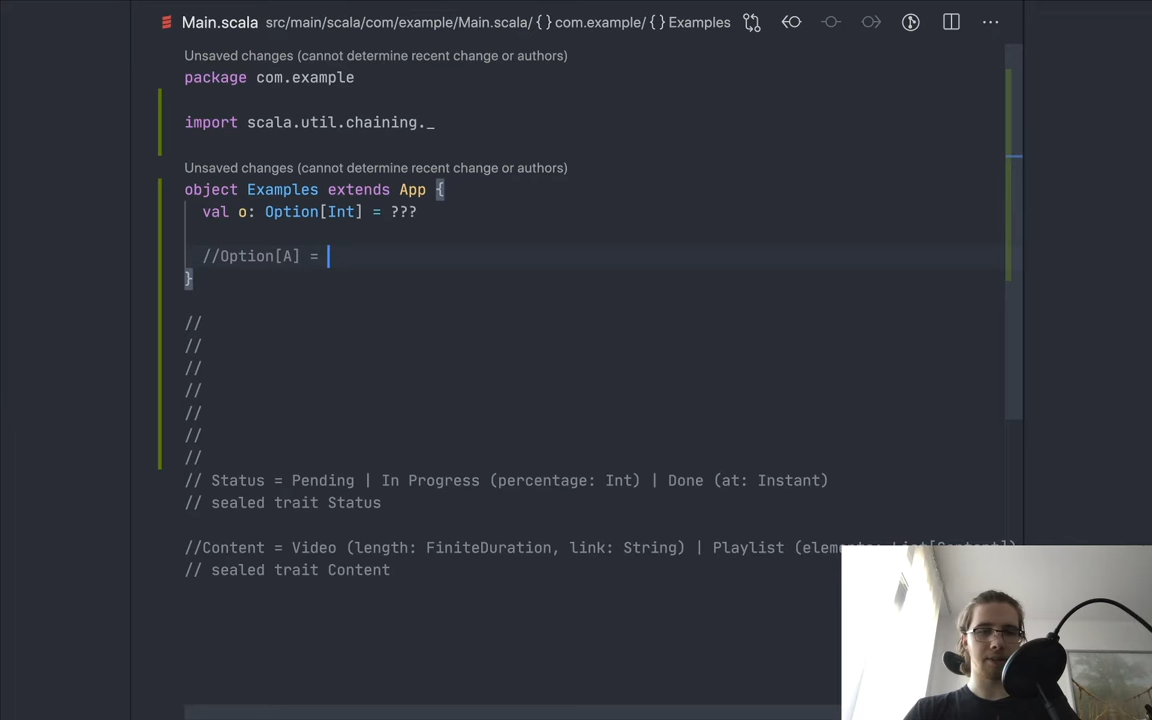 Main.scala src/main/scala/com/example/Main.scala/ { } com.example/ { } Examples
Unsaved changes (cannot determine recent change or authors)
package com.example
import scala.util.chaining._
Unsaved changes (cannot determine recent change or authors)
object Examples extends App {
val o: Option[Int] = ???
//Option[A] =
}
//
//
//
//
//
//
//
// Status = Pending | In Progress (percentage: Int) | Done (at: Instant)
// sealed trait Status
//Content = Video (length: FiniteDuration, link: String) | Playlist (elements: List[Content])
// sealed trait Content